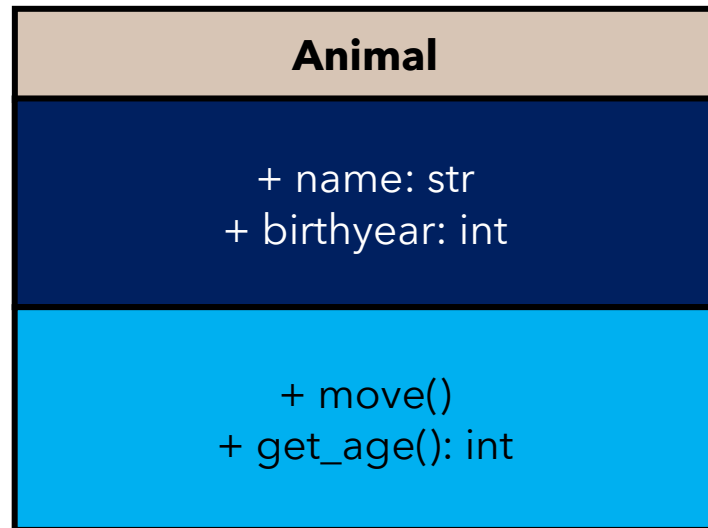 Animal
+ name: str
+ birthyear: int
+ move()
+ get_age(): int